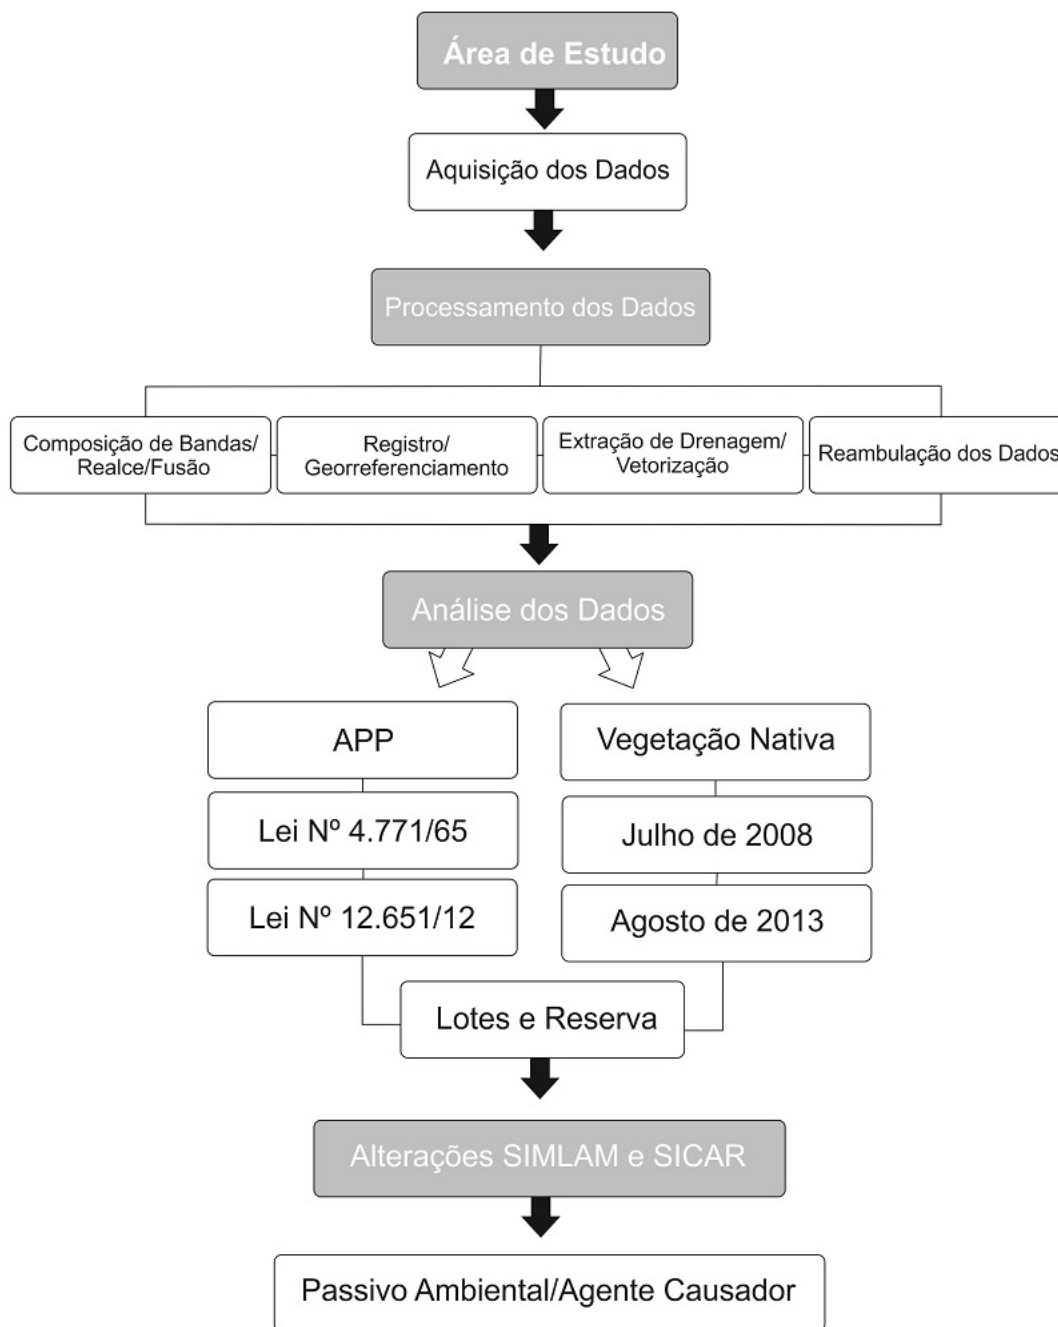 Área de Estudo
Aquisição dos Dados
Processamento dos Dados
Composição de Bandas/
Realce/Fusão
Registro/
Georreferenciamento
Extração de Drenagem/
Vetorização
Reambulação dos Dados
Análise dos Dados
APP
Vegetação Nativa
Lei Nº 4.771/65
Julho de 2008
Lei Nº 12.651/12
Agosto de 2013
Lotes e Reserva
Alterações SIMLAM e SICAR
Passivo Ambiental/Agente Causador